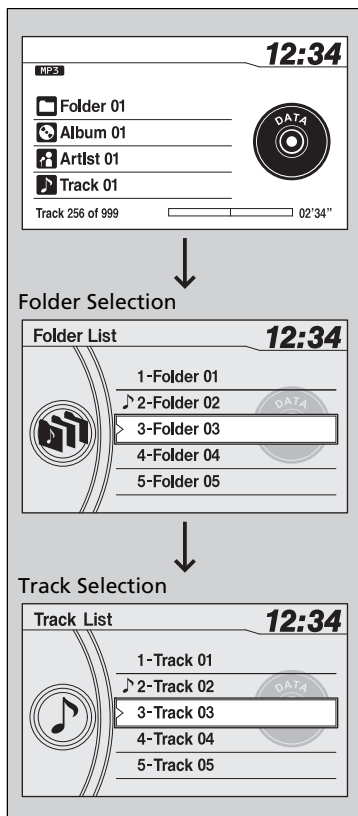 12:34
MP3
Folder 01
DATA
Album 01
Artist 01
Track 01
Track 256 of 999 02'34"
Folder Selection
Folder List 12:34
1-Folder 01
2-Folder 02
DATA
3-Folder 03
4-Folder 04
5-Folder 05
Track Selection
Track List 12:34
1-Track 01
2-Track 02
DATA
3-Track 03
4-Track 04
5-Track 05